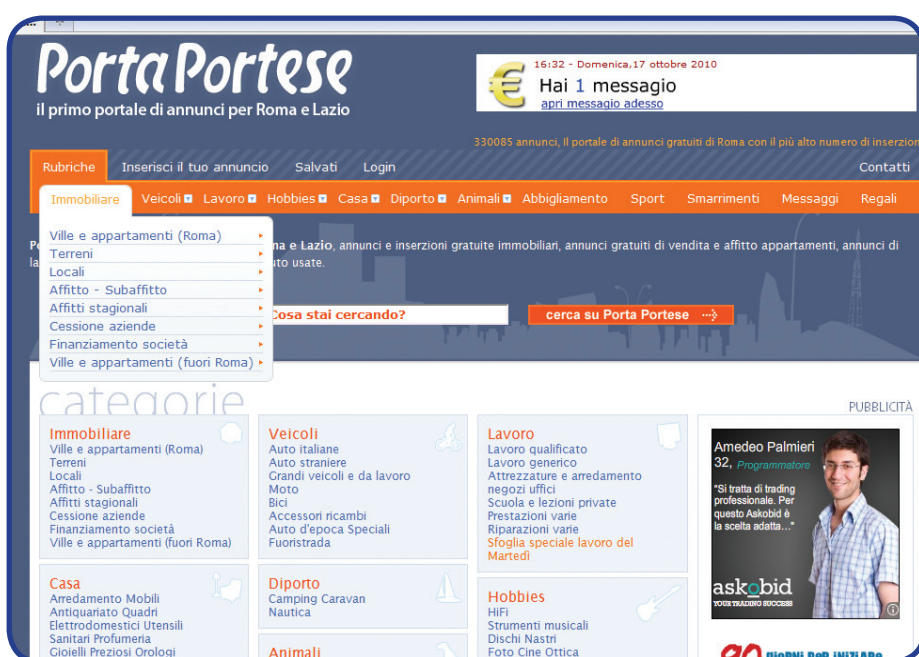 Porta Portese
il primo portale di annunci per Roma e Lazio
16:32 - Domenica,17 ottobre 2010
Hai 1 messagio
apri messagio adesso
330085 annunci, Il portale di annunci gratuiti di Roma con il più alto numero di inserzion
Rubriche Inserisci il tuo annuncio Salvati Login Contatti
Immobiliare Veicoli Lavoro Hobbies Casa Diporto Animali Abbigliamento Sport Smarrimenti Messaggi Regali
Ville e appartamenti (Roma)
Terreni
Locali
Affitto - Subaffitto
Affitti stagionali
Cessione aziende
Finanziamento società
Ville e appartamenti (fuori Roma)
e Lazio, annunci e inserzioni gratuite immobiliari, annunci gratuiti di vendita e affitto appartamenti, annunci di
usate.
Cosa stai cercando?
cerca su Porta Portese
categorie
PUBBLICITÀ
Immobiliare
Ville e appartamenti (Roma)
Terreni
Locali
Affitto - Subaffitto
Affitti stagionali
Cessione aziende
Finanziamento società
Ville e appartamenti (fuori Roma)
Veicoli
Auto italiane
Auto straniere
Grandi veicoli e da lavoro
Moto
Bici
Accessori ricambi
Auto d'epoca Speciali
Fuoristrada
Lavoro
Lavoro qualificato
Lavoro generico
Attrezzature e arredamento
negozi uffici
Scuola e lezioni private
Prestazioni varie
Riparazioni varie
Sfoglia speciale lavoro del
Martedì
Amedeo Palmieri
32, Programmatore
"Si tratta di trading
professionale. Per
questo Askobid è
la scelta adatta..."
askobid
YOUR TRADING SUCCESS
Casa
Arredamento Mobili
Antiquariato Quadri
Elettrodomestici Utensili
Sanitari Profumeria
Gioielli Preziosi Orologi
Diporto
Camping Caravan
Nautica
Animali
Hobbies
HiFi
Strumenti musicali
Dischi Nastri
Foto Cine Ottica